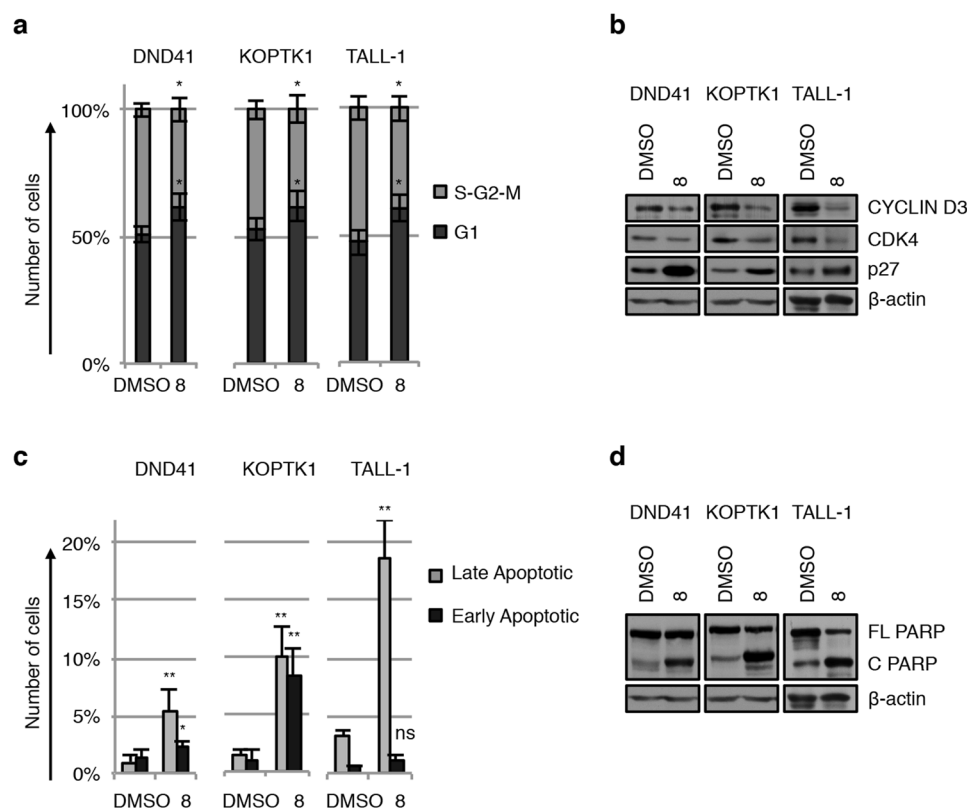 a
DND41 KOPTK1 TALL-1
* * *
100%
* * *
50%
0%
Number of cells
S-G2-M
G1
DMSO 8 DMSO 8 DMSO 8
b
DND41 KOPTK1 TALL-1
DMSO 8 DMSO 8 DMSO 8
CYCLIN D3
CDK4
p27
β-actin
c
DND41 KOPTK1 TALL-1
**
20%
15%
** **
10%
**
5%
* ns
0%
Number of cells
Late Apoptotic
Early Apoptotic
DMSO 8 DMSO 8 DMSO 8
d
DND41 KOPTK1 TALL-1
DMSO 8 DMSO 8 DMSO 8
FL PARP
C PARP
β-actin